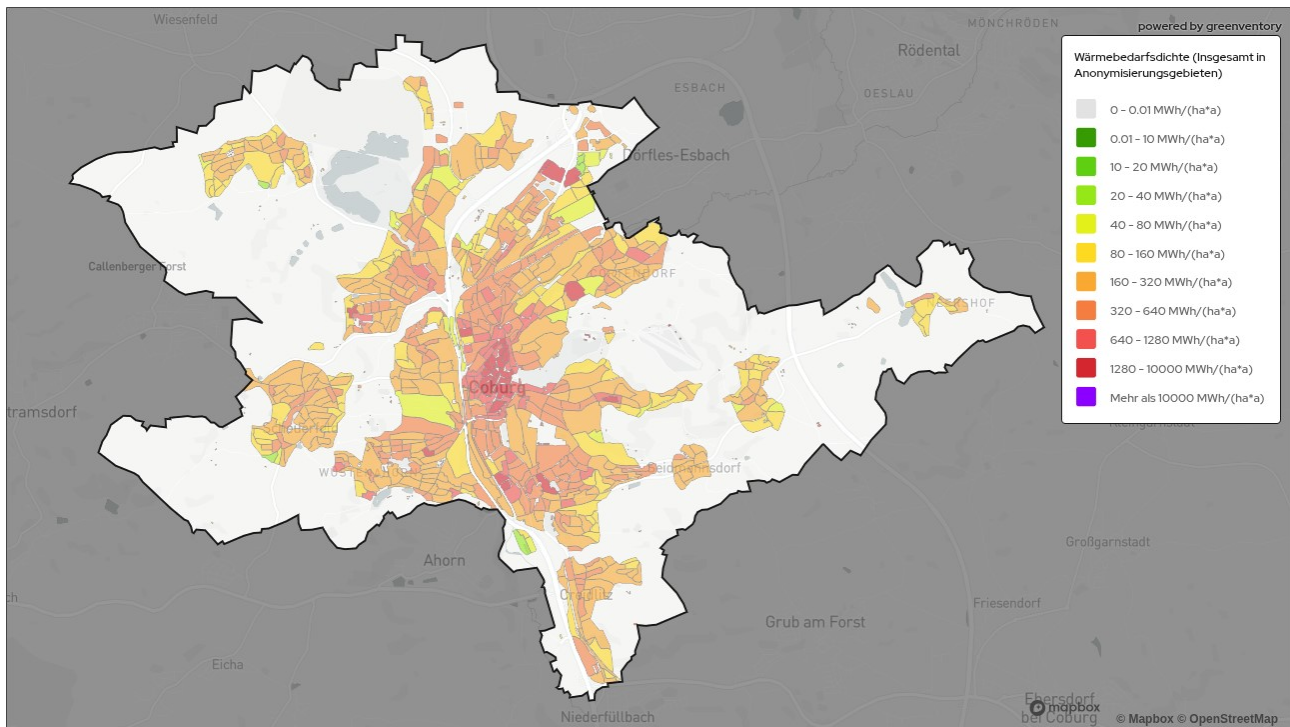 Wiesenfeld
MÖNCHRÖDEN
powered by greenventory
Rödental
Wärmebedarfsdichte (Insgesamt in
Anonymisierungsgebieten)
ESBACH
OESLAU
0 - 0.01 MWh/(ha*a)
0.01 - 10 MWh/(ha*a)
Dörfles-Esbach
10 - 20 MWh/(ha*a)
20 - 40 MWh/(ha*a)
40 - 80 MWh/(ha*a)
80 - 160 MWh/(ha*a)
Callenberger Forst
160 - 320 MWh/(ha*a)
320 - 640 MWh/(ha*a)
640 - 1280 MWh/(ha*a)
1280 - 10000 MWh/(ha*a)
Coburg
Mehr als 10000 MWh/(ha*a)
tramsdorf
Scheuerfeld
Großgarnstadt
Ahorn
Creidlitz
ch
Friesendorf
Grub am Forst
Eicha
Ebersdorf
bei Coburg
mapbox
Niederfüllbach
© Mapbox © OpenStreetMap